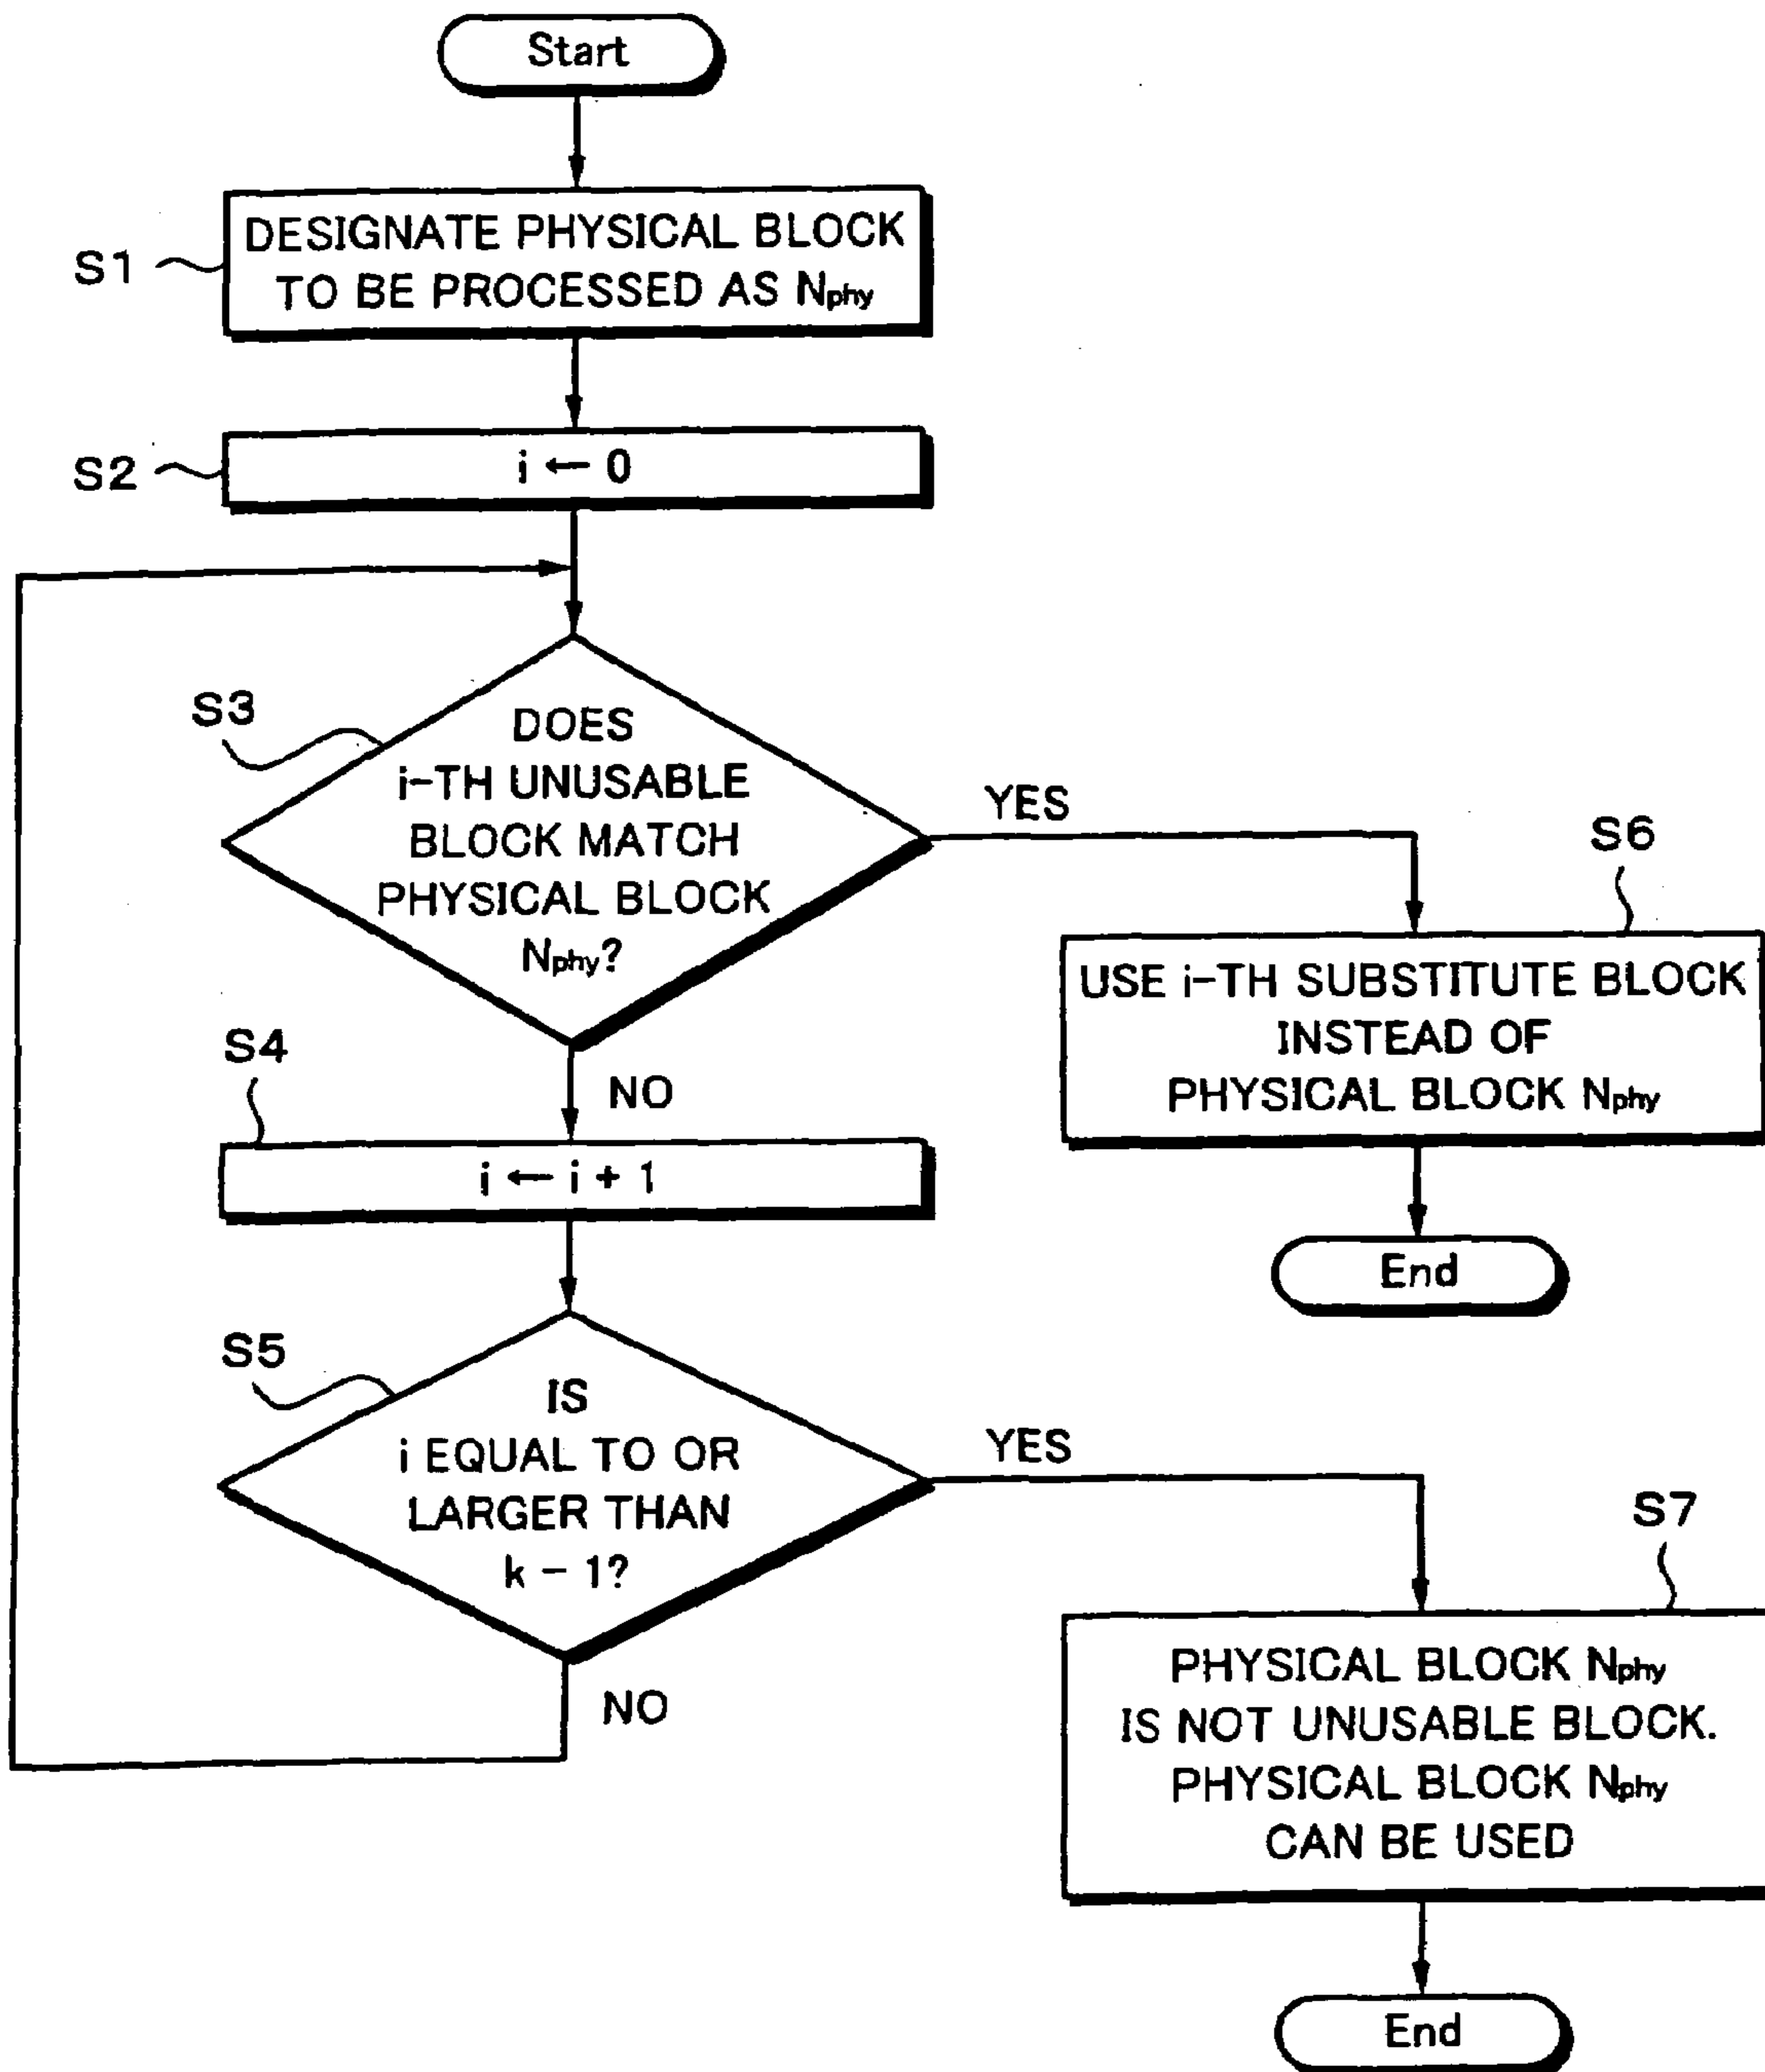 Start
S1
DESIGNATE PHYSICAL BLOCK
TO BE PROCESSED AS Nphy
S2
i ← 0
S3
DOES
i-TH UNUSABLE
BLOCK MATCH
PHYSICAL BLOCK
Nphy?
YES
S6
USE i-TH SUBSTITUTE BLOCK
INSTEAD OF
PHYSICAL BLOCK Nphy
End
NO
S4
i ← i + 1
S5
IS
i EQUAL TO OR
LARGER THAN
k - 1?
YES
S7
PHYSICAL BLOCK Nphy
IS NOT UNUSABLE BLOCK.
PHYSICAL BLOCK Nphy
CAN BE USED
End
NO